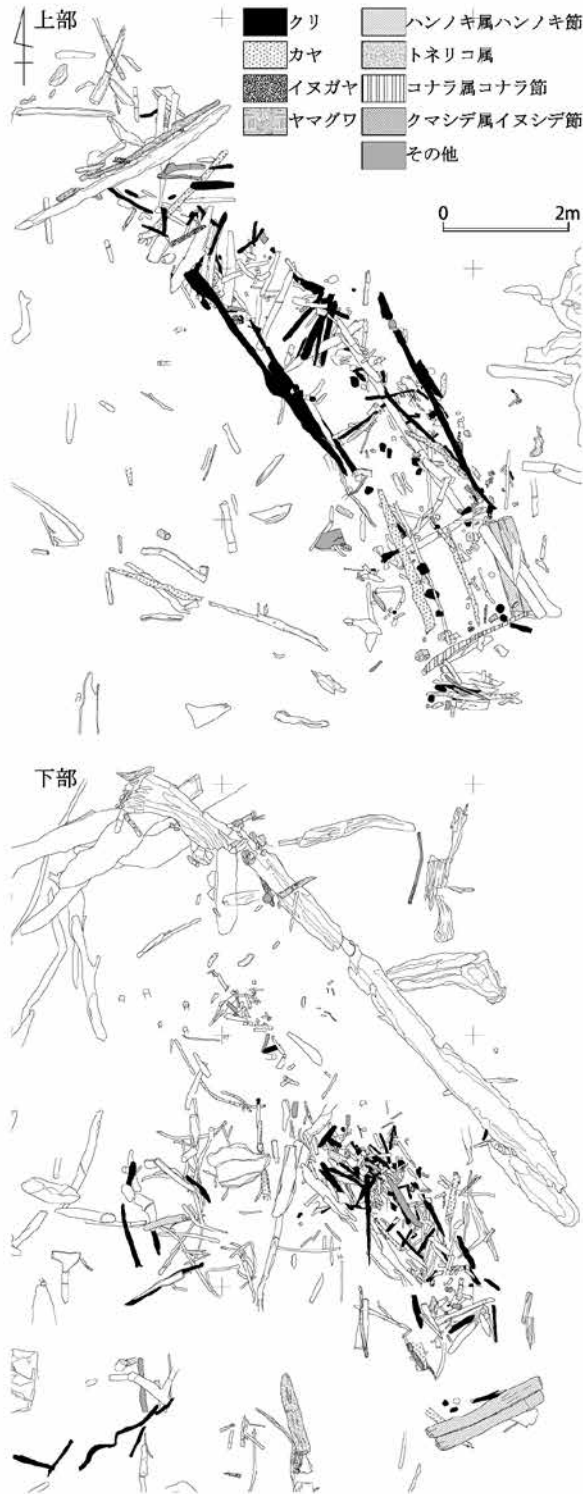 上部
クリ
カヤ
イヌガヤ
ヤマグワ
ハンノキ属ハンノキ節
トネリコ属
コナラ属コナラ節
クマシデ属イヌシデ節
その他
0 2m
下部